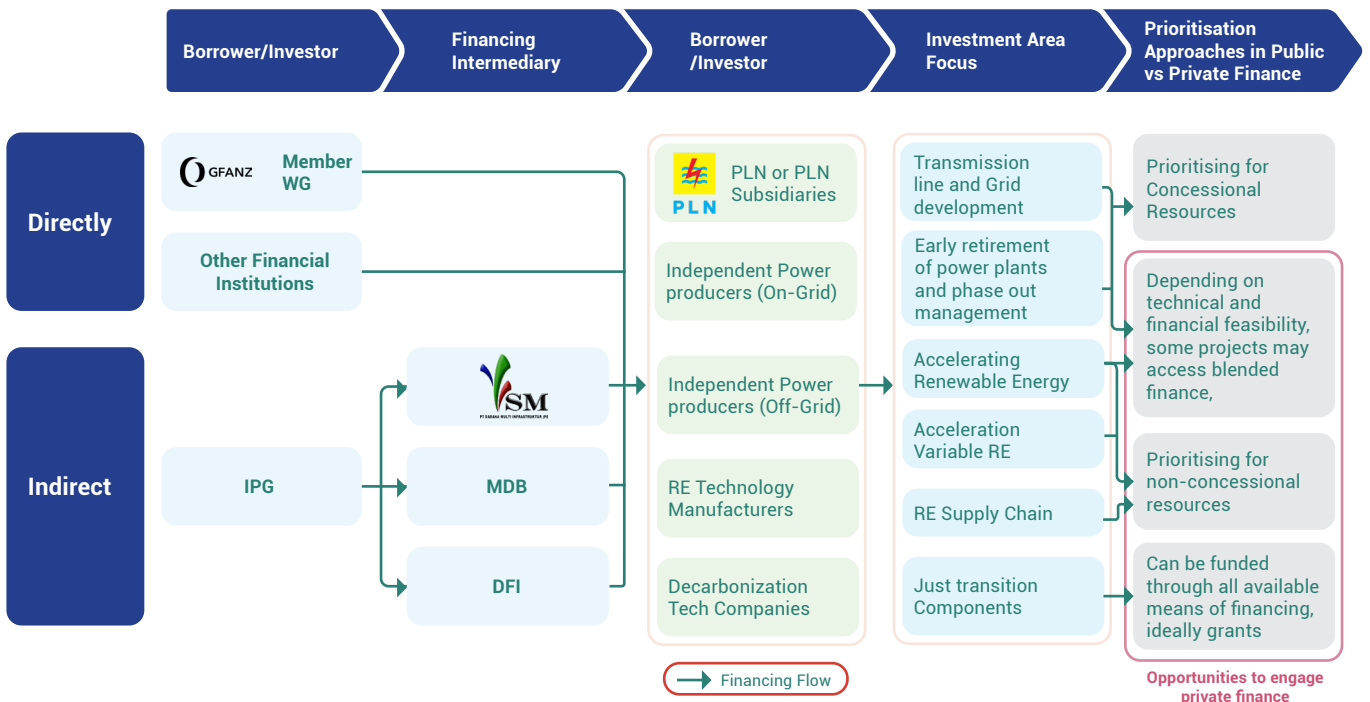 Borrower/Investor
Financing
Intermediary
Borrower
/Investor
Investment Area
Focus
Prioritisation
Approaches in Public
vs Private Finance
Directly
GFANZ
Member
WG
Other Financial
Institutions
PLN
PLN or PLN
Subsidiaries
Independent Power
producers (On-Grid)
Independent Power
producers (Off-Grid)
RE Technology
Manufacturers
Decarbonization
Tech Companies
Transmission
line and Grid
development
Early retirement
of power plants
and phase out
management
Accelerating
Renewable Energy
Acceleration
Variable RE
RE Supply Chain
Just transition
Components
Prioritising for
Concessional
Resources
Depending on
technical and
financial feasibility,
some projects may
access blended
finance,
Prioritising for
non-concessional
resources
Can be funded
through all available
means of financing,
ideally grants
Indirect
IPG
SM
PT SARANA MULTI INFRASTRUKTUR
MDB
DFI
Financing Flow
Opportunities to engage
private finance